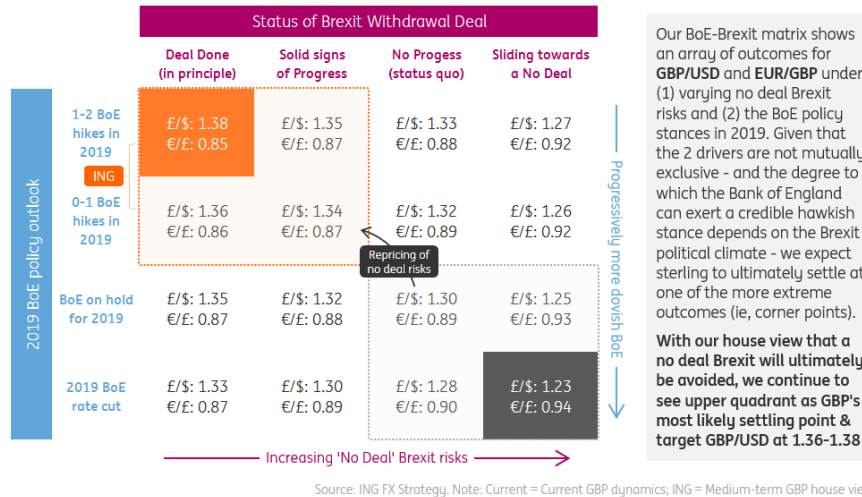 Status of Brexit Withdrawal Deal
Deal Done
(in principle)
Solid signs
of Progress
No Progess
(status quo)
Sliding towards
a No Deal
2019 BoE policy outlook
1-2 BoE
hikes in
2019
£/$: 1.38
€/£: 0.85
£/$: 1.35
€/£: 0.87
£/$: 1.33
€/£: 0.88
£/$: 1.27
€/£: 0.92
ING
0-1 BoE
hikes in
2019
£/$: 1.36
€/£: 0.86
£/$: 1.34
€/£: 0.87
£/$: 1.32
€/£: 0.89
£/$: 1.26
€/£: 0.92
Repricing of
no deal risks
BoE on hold
for 2019
£/$: 1.35
€/£: 0.87
£/$: 1.32
€/£: 0.88
£/$: 1.30
€/£: 0.89
£/$: 1.25
€/£: 0.93
2019 BoE
rate cut
£/$: 1.33
€/£: 0.87
£/$: 1.30
€/£: 0.89
£/$: 1.28
€/£: 0.90
£/$: 1.23
€/£: 0.94
Progressively more dovish BoE
Increasing 'No Deal' Brexit risks
Our BoE-Brexit matrix shows
an array of outcomes for
GBP/USD and EUR/GBP under
(1) varying no deal Brexit
risks and (2) the BoE policy
stances in 2019. Given that
the 2 drivers are not mutually
exclusive - and the degree to
which the Bank of England
can exert a credible hawkish
stance depends on the Brexit
political climate - we expect
sterling to ultimately settle at
one of the more extreme
outcomes (ie, corner points).
With our house view that a
no deal Brexit will ultimately
be avoided, we continue to
see upper quadrant as GBP's
most likely settling point &
target GBP/USD at 1.36-1.38
Source: ING FX Strategy. Note: Current = Current GBP dynamics; ING = Medium-term GBP house vie